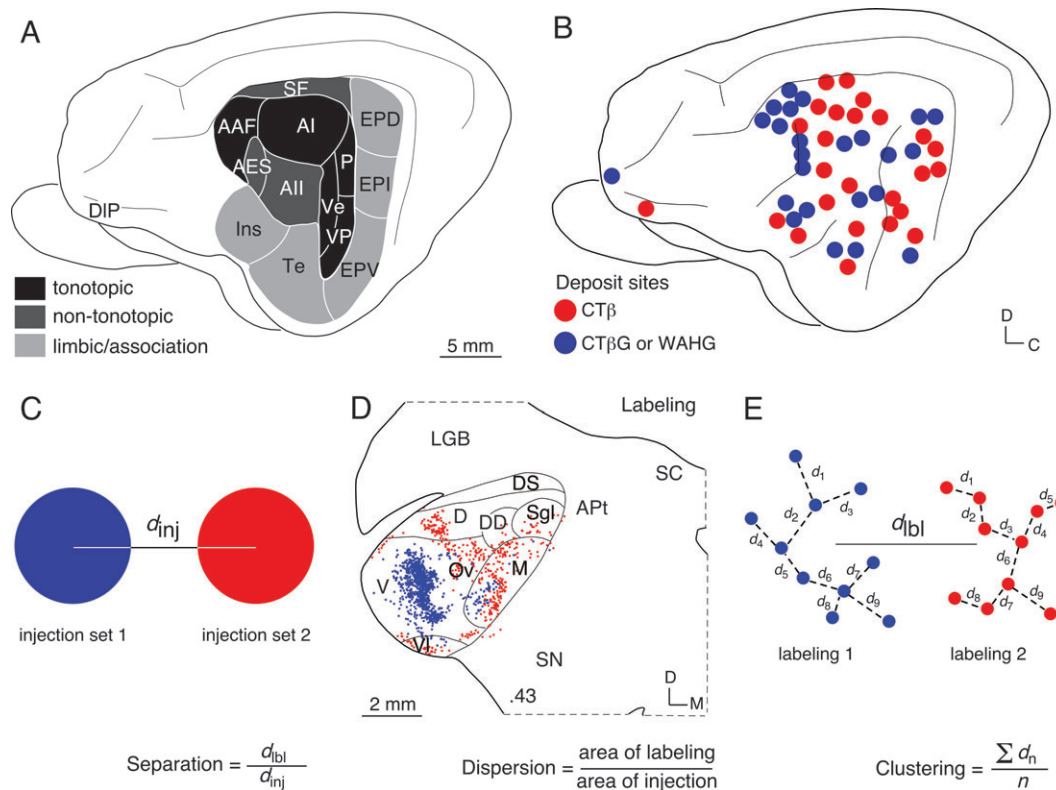 A
SF
AAF
AI
EPD
AES
P
AII
EPI
Ve
DIP
Ins
VP
Te
EPV
tonotopic
non-tonotopic
limbic/association
5 mm
B
Deposit sites
CTβ
CTβG or WAHG
D
C
C
dinj
injection set 1
injection set 2
Separation = dlbl / dinj
D
Labeling
LGB
SC
DS
D
DD
Sgl
APt
V
Ov
M
Vl
SN
.43
D
M
2 mm
Dispersion = area of labeling / area of injection
E
d1
d2
d3
d4
d5
d6
d7
d8
d9
dlbl
d1
d2
d3
d4
d5
d6
d7
d8
d9
labeling 1
labeling 2
Clustering = ∑ dn / n